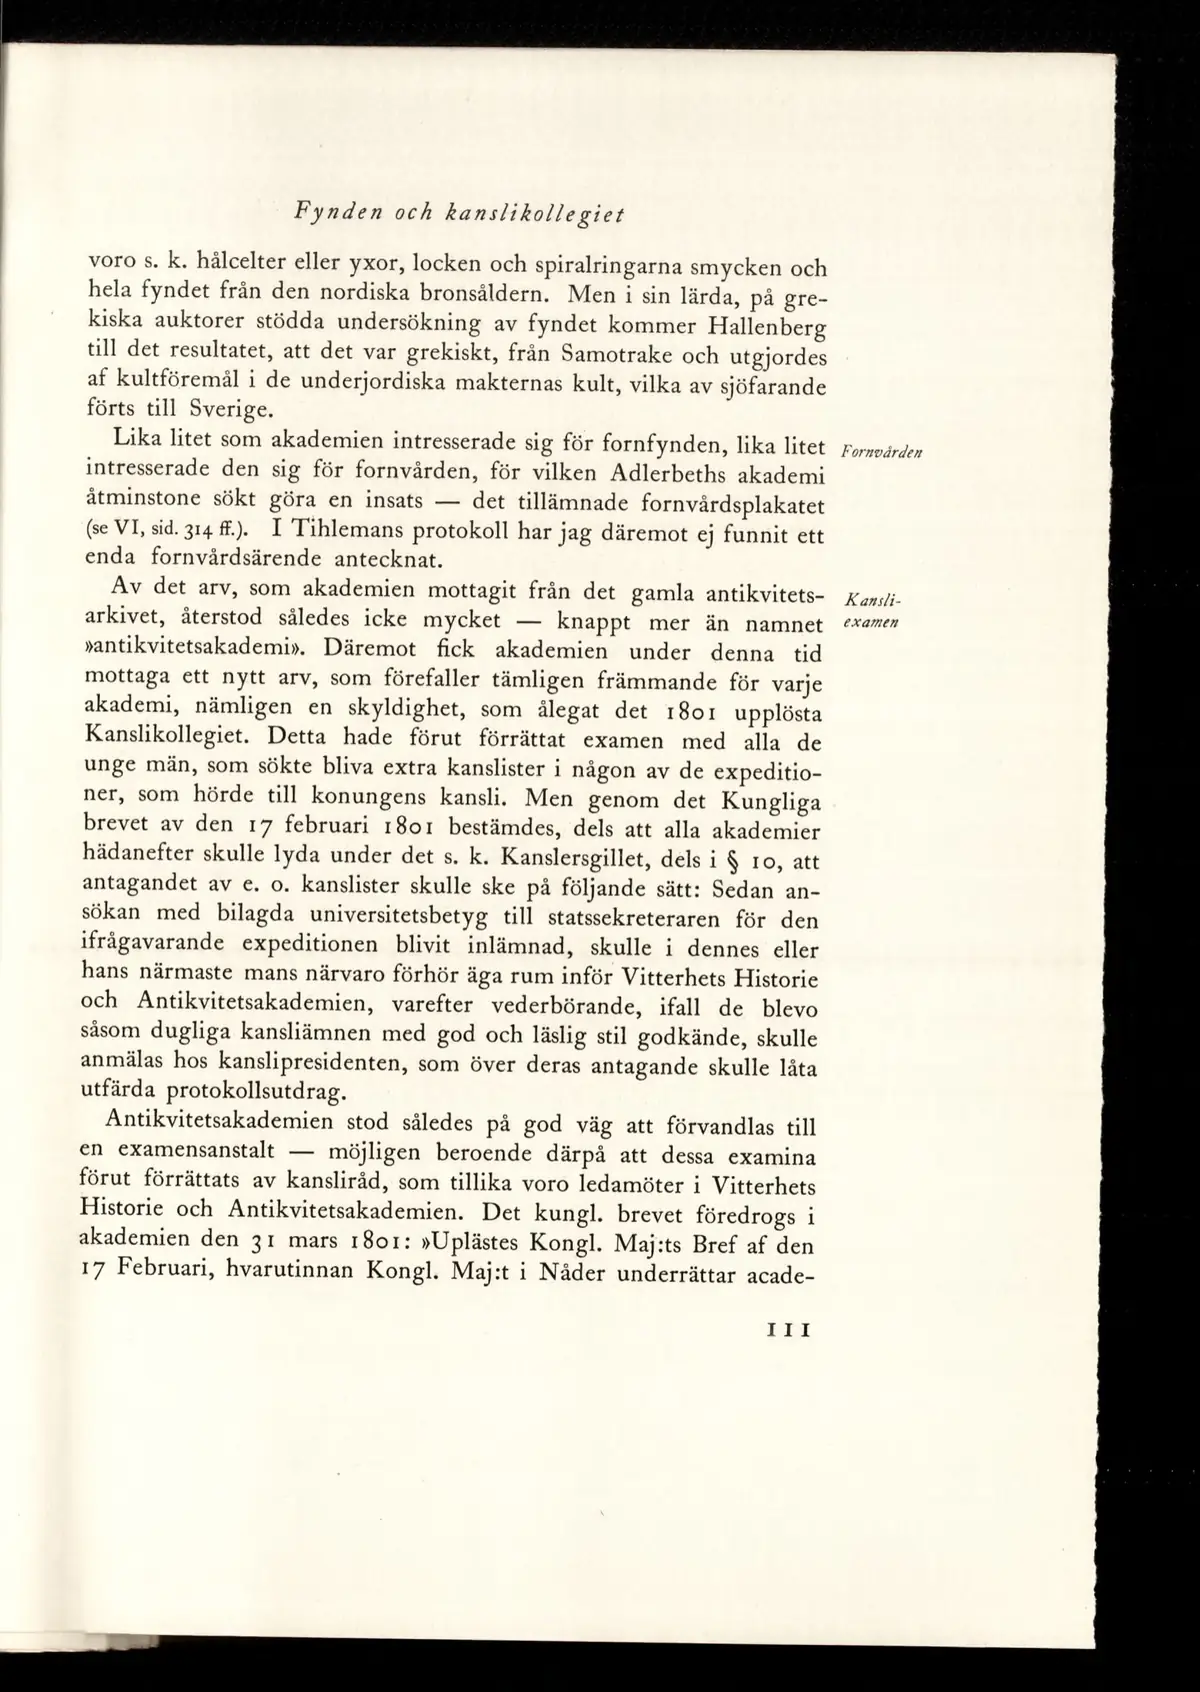 Fynden och kanslikollegiet
voro s. k. hålcelter eller yxor, locken och spiralringarna smycken och
hela fyndet från den nordiska bronsåldern. Men i sin lärda, på gre-
kiska auktorer stödda undersökning av fyndet kommer Hallenberg
till det resultatet, att det var grekiskt, från Samotrake och utgjordes
af kultföremål i de underjordiska makternas kult, vilka av sjöfarande
förts till Sverige.
Lika litet som akademien intresserade sig för fornfynden, lika litet
Fornvården
intresserade den sig för fornvården, för vilken Adlerbeths akademi
åtminstone sökt göra en insats — det tillämnade fornvårdsplakatet
(se VI, sid. 314 ff.). I Tihlemans protokoll har jag däremot ej funnit ett
enda fornvårdsärende antecknat.
Av det arv, som akademien mottagit från det gamla antikvitets-
Kansli-
arkivet, återstod således icke mycket — knappt mer än namnet
examen
»antikvitetsakademi». Däremot fick akademien under denna tid
mottaga ett nytt arv, som förefaller tämligen främmande för varje
akademi, nämligen en skyldighet, som ålegat det 1801 upplösta
Kanslikollegiet. Detta hade förut förrättat examen med alla de
unge män, som sökte bliva extra kanslister i någon av de expeditio-
ner, som hörde till konungens kansli. Men genom det Kungliga
brevet av den 17 februari 1801 bestämdes, dels att alla akademier
hädanefter skulle lyda under det s. k. Kanslersgillet, dels i § 10, att
antagandet av e. o. kanslister skulle ske på följande sätt: Sedan an-
sökan med bilagda universitetsbetyg till statssekreteraren för den
ifrågavarande expeditionen blivit inlämnad, skulle i dennes eller
hans närmaste mans närvaro förhör äga rum inför Vitterhets Historie
och Antikvitetsakademien, varefter vederbörande, ifall de blevo
såsom dugliga kansliämnen med god och läslig stil godkände, skulle
anmälas hos kanslipresidenten, som över deras antagande skulle låta
utfärda protokollsutdrag.
Antikvitetsakademien stod således på god väg att förvandlas till
en examensanstalt — möjligen beroende därpå att dessa examina
förut förrättats av kansliråd, som tillika voro ledamöter i Vitterhets
Historie och Antikvitetsakademien. Det kungl. brevet föredrogs i
akademien den 31 mars 1801: »Uplästes Kongl. Maj:ts Bref af den
17 Februari, hvarutinnan Kongl. Maj:t i Nåder underrättar acade-
111